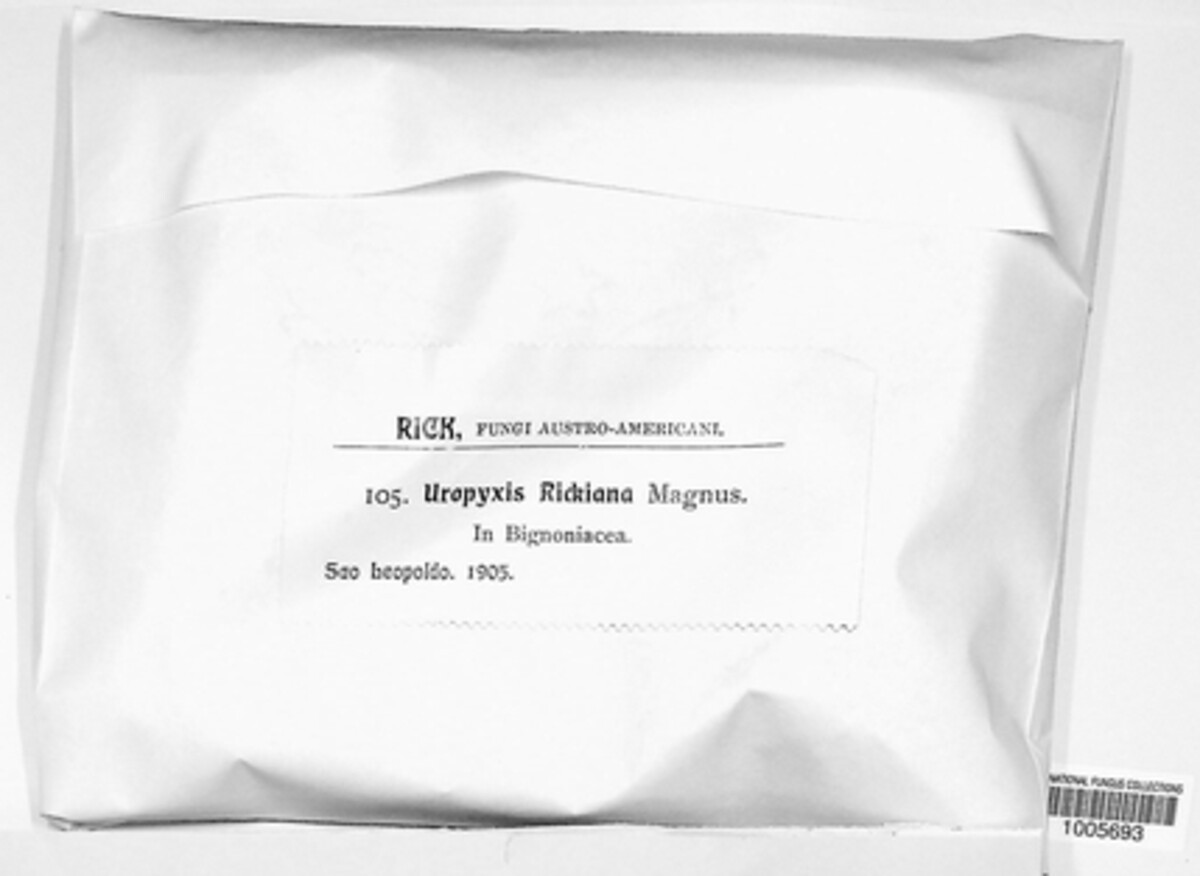 RICK, FUNGI AUSTRO-AMERICANI.
105. Uropyxis Rickiana Magnus.
In Bignoniacea.
Sao Leopoldo. 1905.
NATIONAL FUNGUS COLLECTIONS
1005693